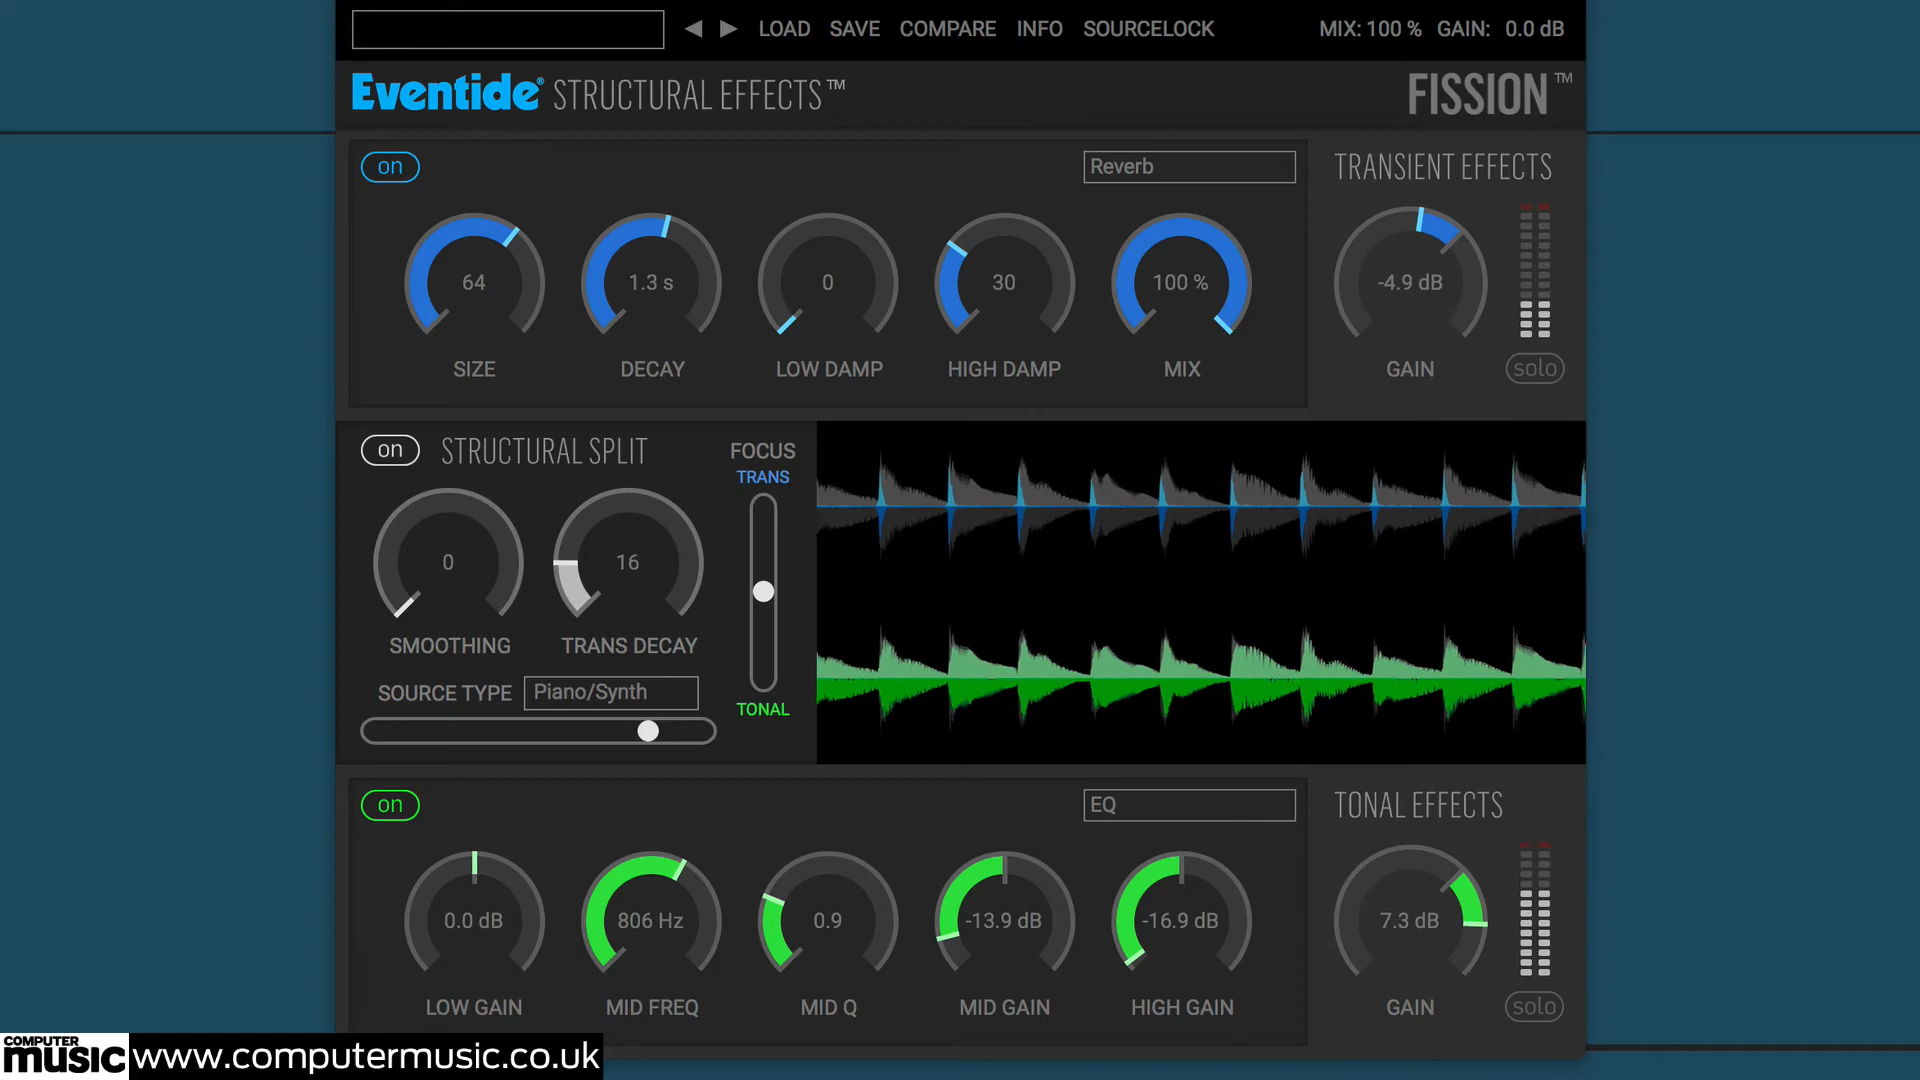 LOAD SAVE COMPARE INFO SOURCELOCK MIX: 100 % GAIN: 0.0 dB
Eventide® STRUCTURAL EFFECTS™ FISSION™
on Reverb TRANSIENT EFFECTS
64 1.3 s 0 30 100 % -4.9 dB
SIZE DECAY LOW DAMP HIGH DAMP MIX GAIN solo
on STRUCTURAL SPLIT FOCUS
TRANS
0 16
SMOOTHING TRANS DECAY
SOURCE TYPE Piano/Synth
TONAL
on EQ TONAL EFFECTS
0.0 dB 806 Hz 0.9 -13.9 dB -16.9 dB 7.3 dB
LOW GAIN MID FREQ MID Q MID GAIN HIGH GAIN GAIN solo
COMPUTER
music www.computermusic.co.uk